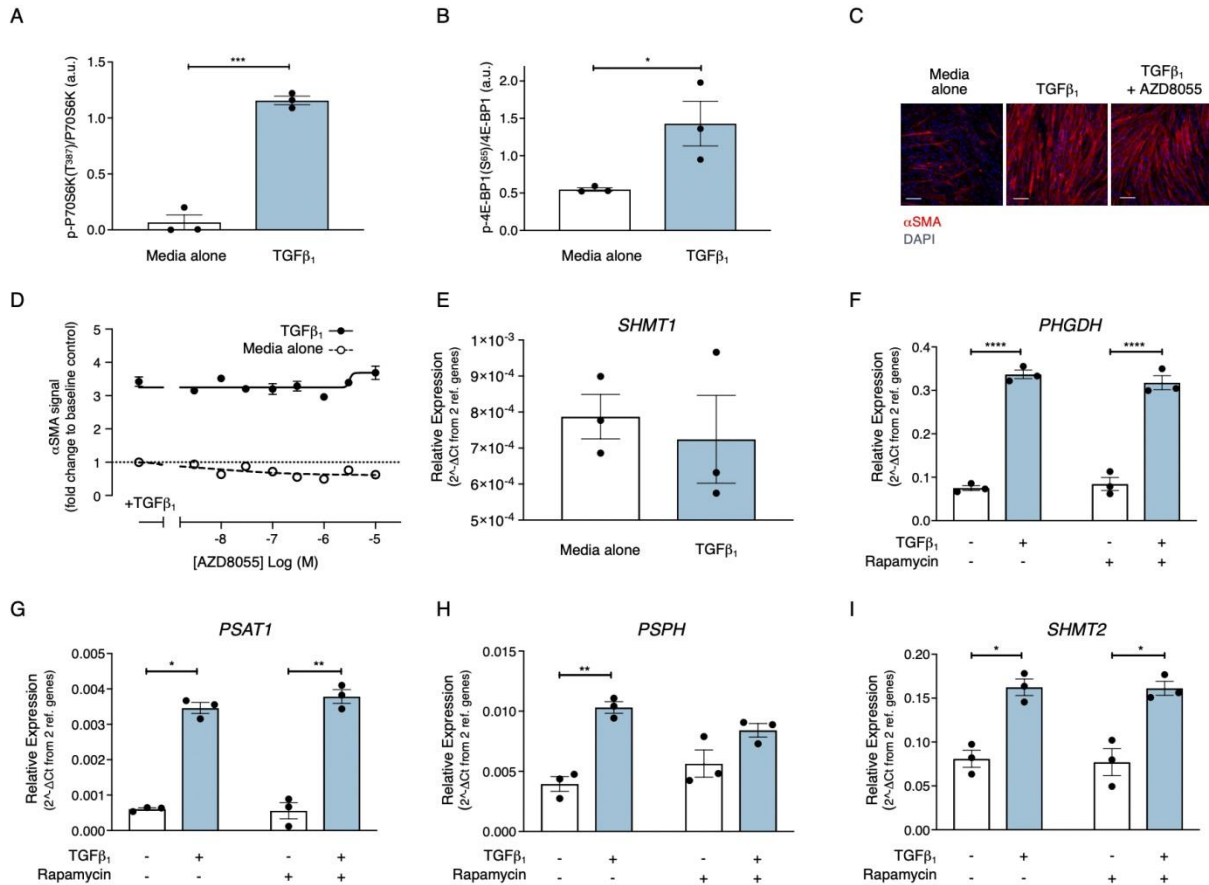 A
p-P70S6K(T³⁸⁷)/P70S6K (a.u.)
1.5
1.0
0.5
0.0
***
Media alone
TGFβ₁
B
p-4E-BP1(S⁶⁵)/4E-BP1 (a.u.)
2.0
1.5
1.0
0.5
0.0
*
Media alone
TGFβ₁
C
Media
alone
TGFβ₁
TGFβ₁
+ AZD8055
αSMA
DAPI
D
αSMA signal
(fold change to baseline control)
5
4
3
2
1
0
TGFβ₁
Media alone
+TGFβ₁
-8
-7
-6
-5
[AZD8055] Log (M)
E
SHMT1
Relative Expression
(2^-ΔCt from 2 ref. genes)
1×10⁻³
9×10⁻⁴
8×10⁻⁴
7×10⁻⁴
6×10⁻⁴
5×10⁻⁴
Media alone
TGFβ₁
F
PHGDH
Relative Expression
(2^-ΔCt from 2 ref. genes)
0.4
0.3
0.2
0.1
0.0
****
****
TGFβ₁ - + - +
Rapamycin - - + +
G
PSAT1
Relative Expression
(2^-ΔCt from 2 ref. genes)
0.005
0.004
0.003
0.002
0.001
0.000
*
**
TGFβ₁ - + - +
Rapamycin - - + +
H
PSPH
Relative Expression
(2^-ΔCt from 2 ref. genes)
0.015
0.010
0.005
0.000
**
TGFβ₁ - + - +
Rapamycin - - + +
I
SHMT2
Relative Expression
(2^-ΔCt from 2 ref. genes)
0.20
0.15
0.10
0.05
0.00
*
*
TGFβ₁ - + - +
Rapamycin - - + +